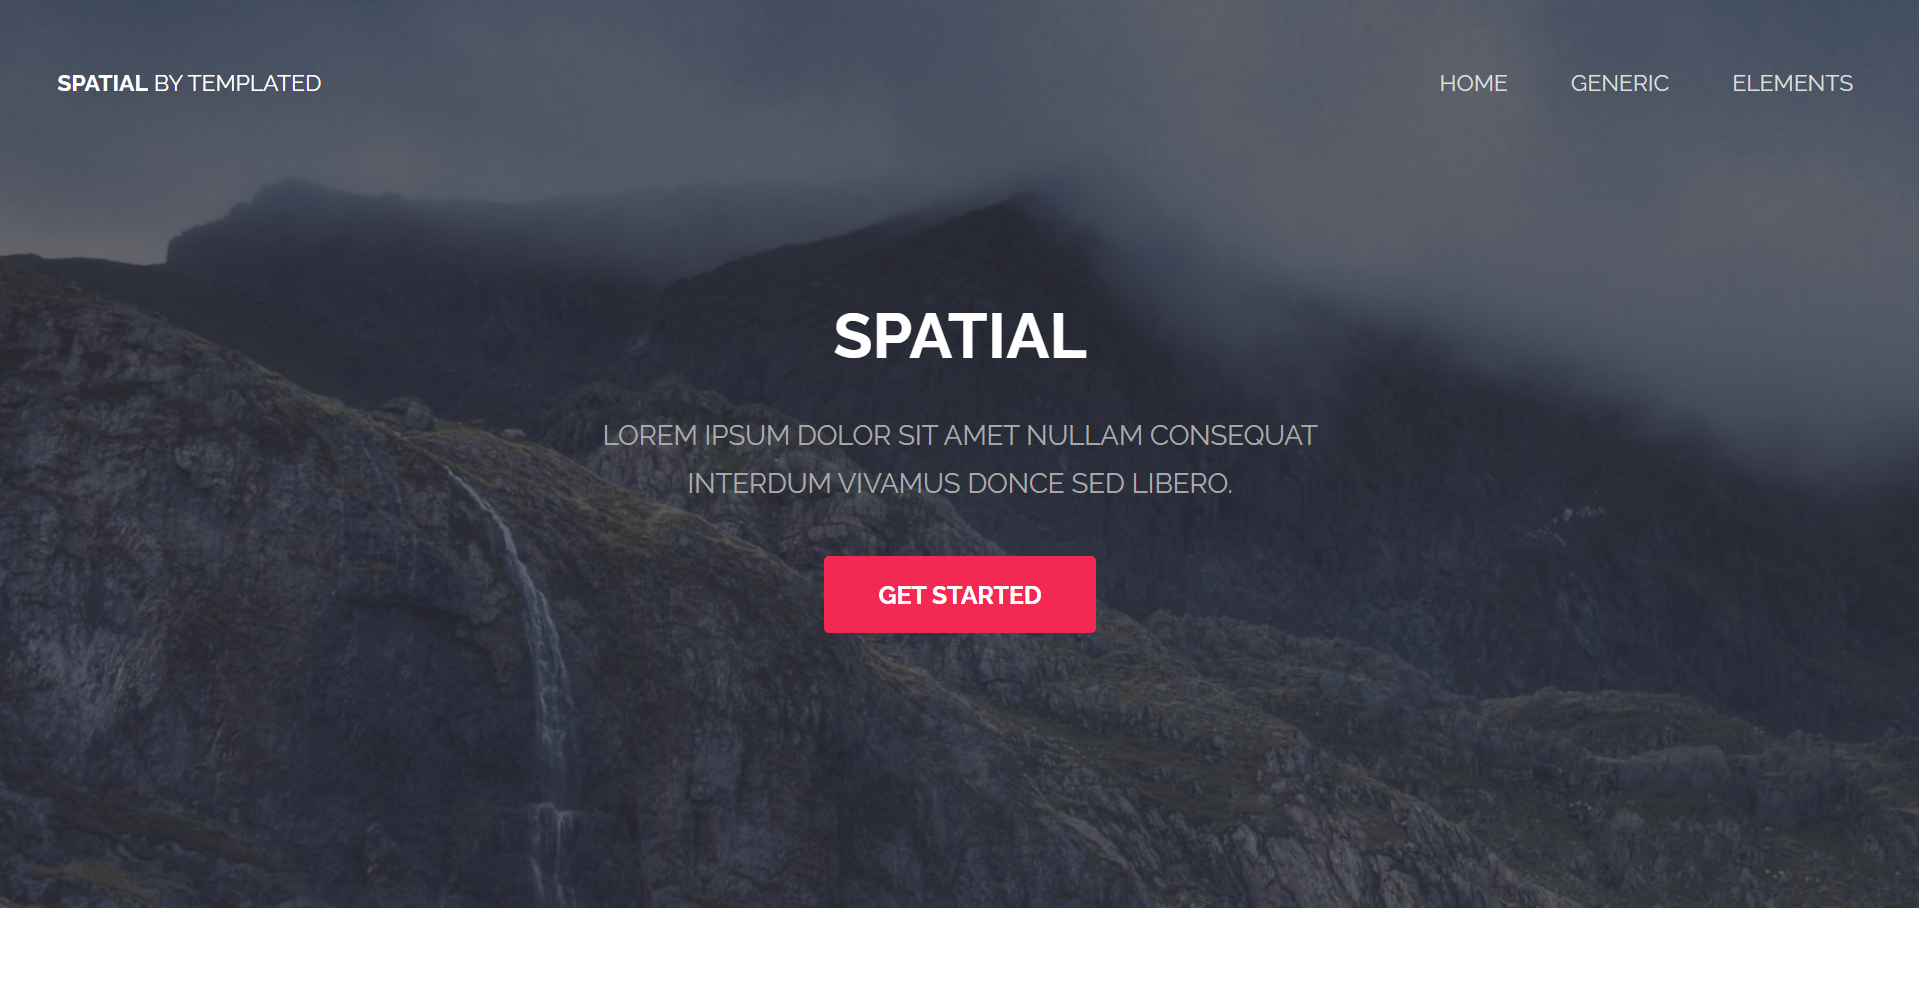 SPATIAL BY TEMPLATED
HOME GENERIC ELEMENTS
SPATIAL
LOREM IPSUM DOLOR SIT AMET NULLAM CONSEQUAT
INTERDUM VIVAMUS DONCE SED LIBERO.
GET STARTED